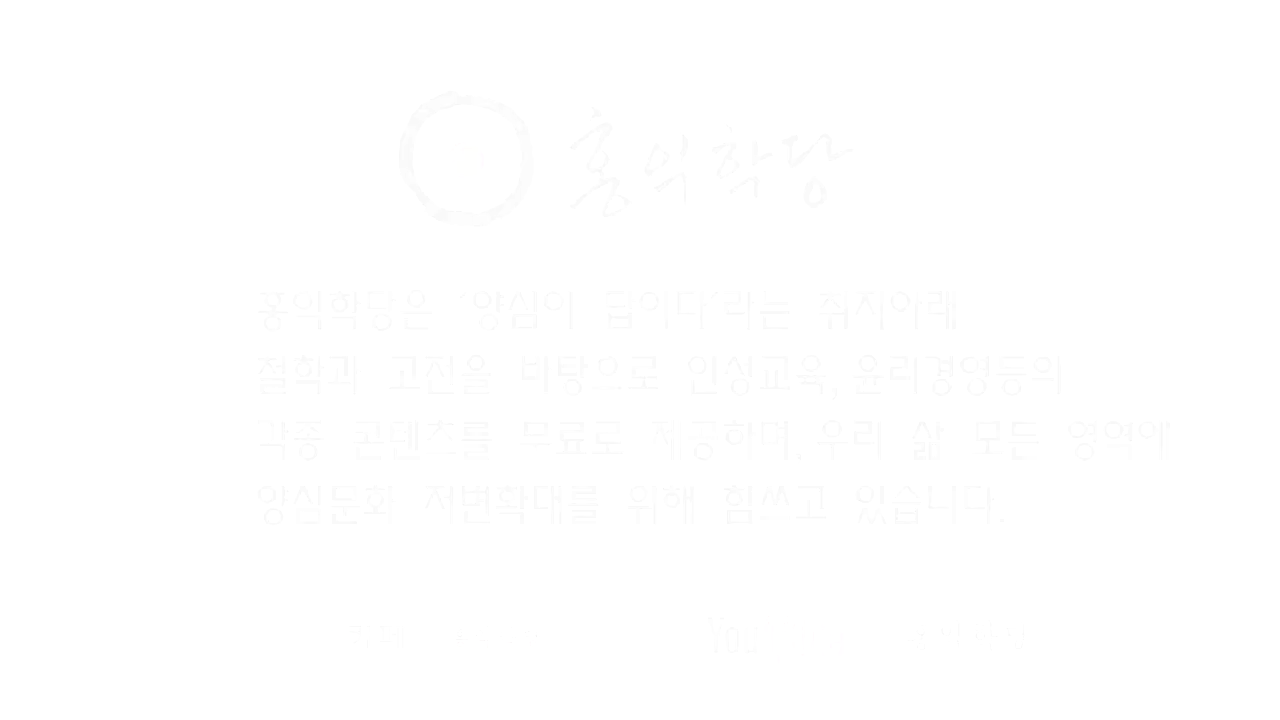 홍익학당
홍익학당은 '양심이 답이다'라는 취지아래
철학과 고전을 바탕으로 인성교육, 윤리경영등의
각종 콘텐츠를 무료로 제공하며, 우리 삶 모든 영역에
양심문화 저변확대를 위해 힘쓰고 있습니다.